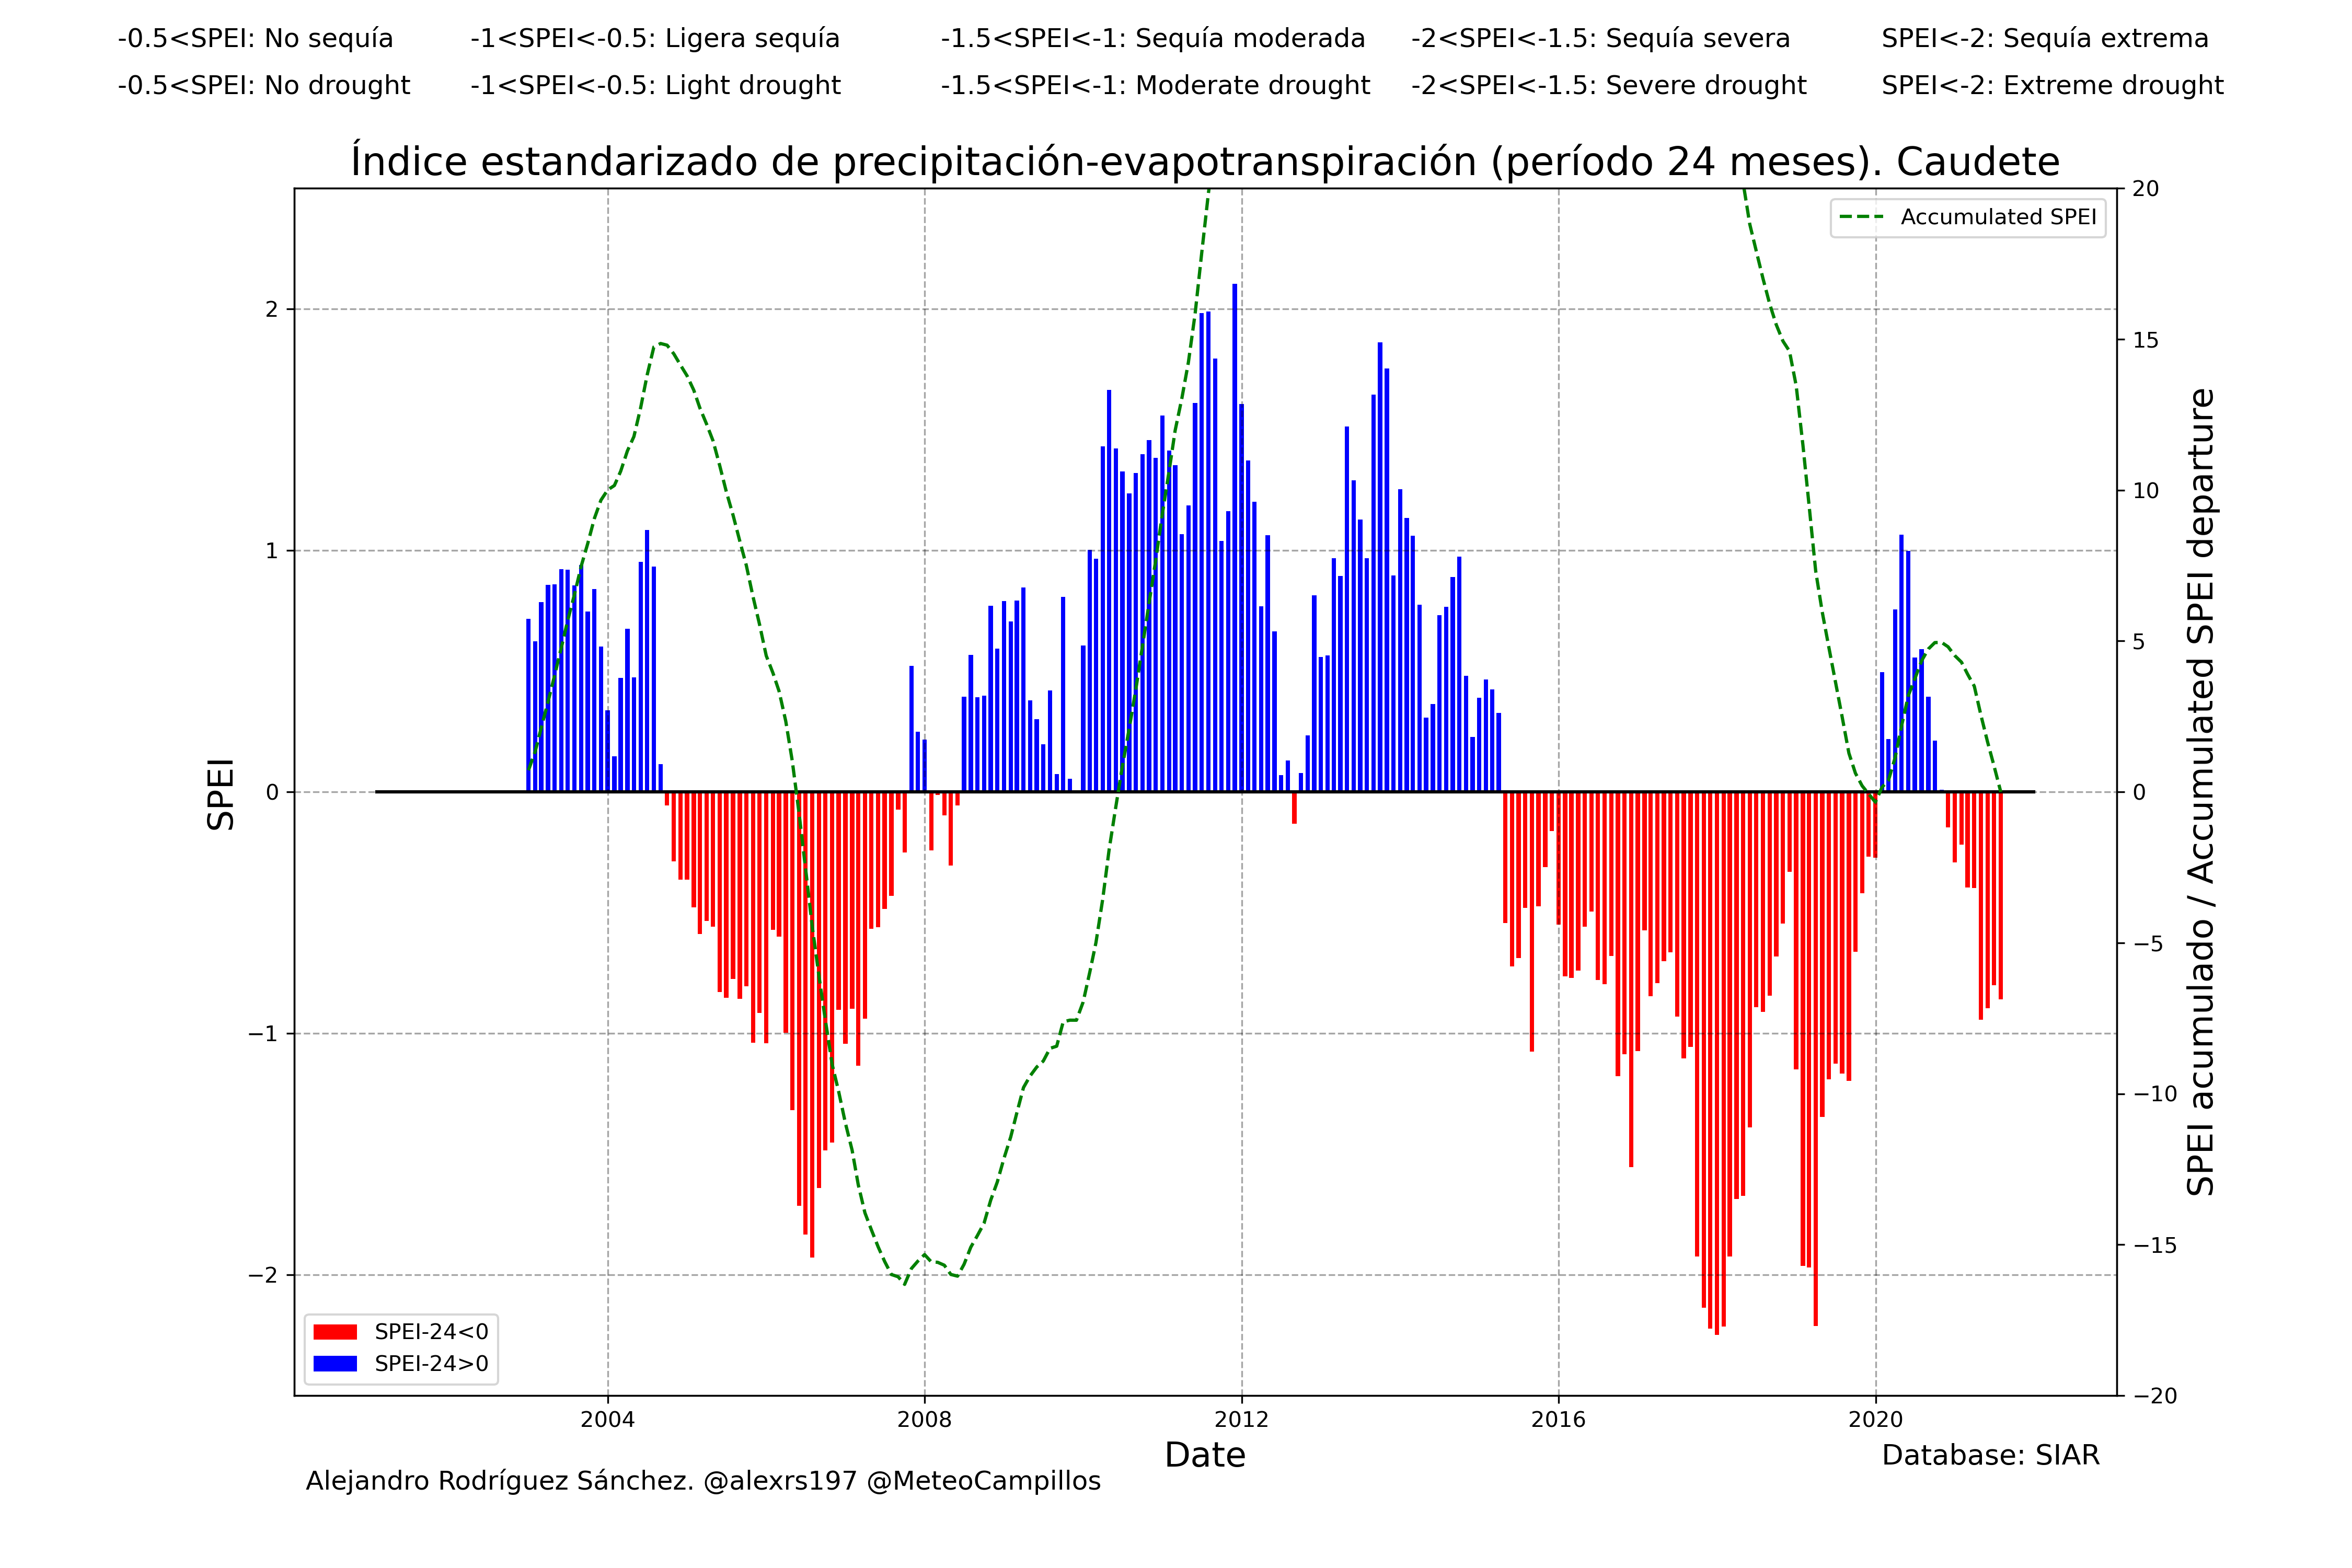 -0.5<SPEI: No sequía -1<SPEI<-0.5: Ligera sequía -1.5<SPEI<-1: Sequía moderada -2<SPEI<-1.5: Sequía severa SPEI<-2: Sequía extrema
-0.5<SPEI: No drought -1<SPEI<-0.5: Light drought -1.5<SPEI<-1: Moderate drought -2<SPEI<-1.5: Severe drought SPEI<-2: Extreme drought
Índice estandarizado de precipitación-evapotranspiración (período 24 meses). Caudete
Accumulated SPEI
SPEI
2
1
0
−1
−2
20
15
10
5
0
−5
−10
−15
−20
SPEI acumulado / Accumulated SPEI departure
SPEI-24<0
SPEI-24>0
2004 2008 2012 2016 2020
Date
Database: SIAR
Alejandro Rodríguez Sánchez. @alexrs197 @MeteoCampillos